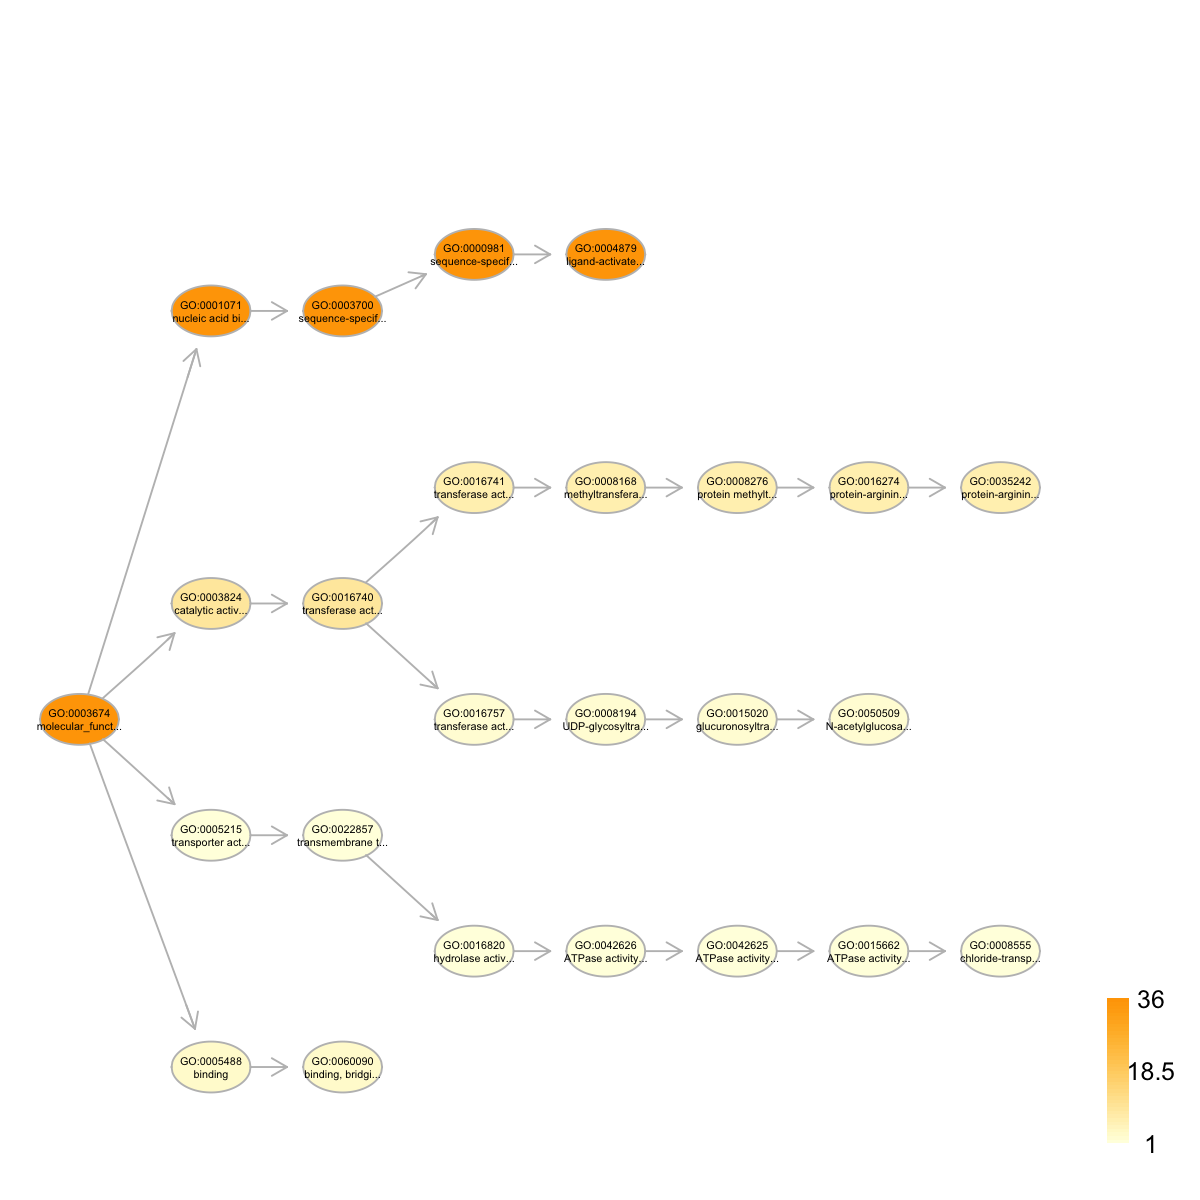 GO:0000981
sequence-specif...
GO:0004879
ligand-activate...
GO:0001071
nucleic acid bi...
GO:0003700
sequence-specif...
GO:0016741
transferase act...
GO:0008168
methyltransfera...
GO:0008276
protein methylt...
GO:0016274
protein-arginin...
GO:0035242
protein-arginin...
GO:0003824
catalytic activ...
GO:0016740
transferase act...
GO:0003674
molecular_funct...
GO:0016757
transferase act...
GO:0008194
UDP-glycosyltra...
GO:0015020
glucuronosyltra...
GO:0050509
N-acetylglucosa...
GO:0005215
transporter act...
GO:0022857
transmembrane t...
GO:0016820
hydrolase activ...
GO:0042626
ATPase activity...
GO:0042625
ATPase activity...
GO:0015662
ATPase activity...
GO:0008555
chloride-transp...
GO:0005488
binding
GO:0060090
binding, bridgi...
36
18.5
1